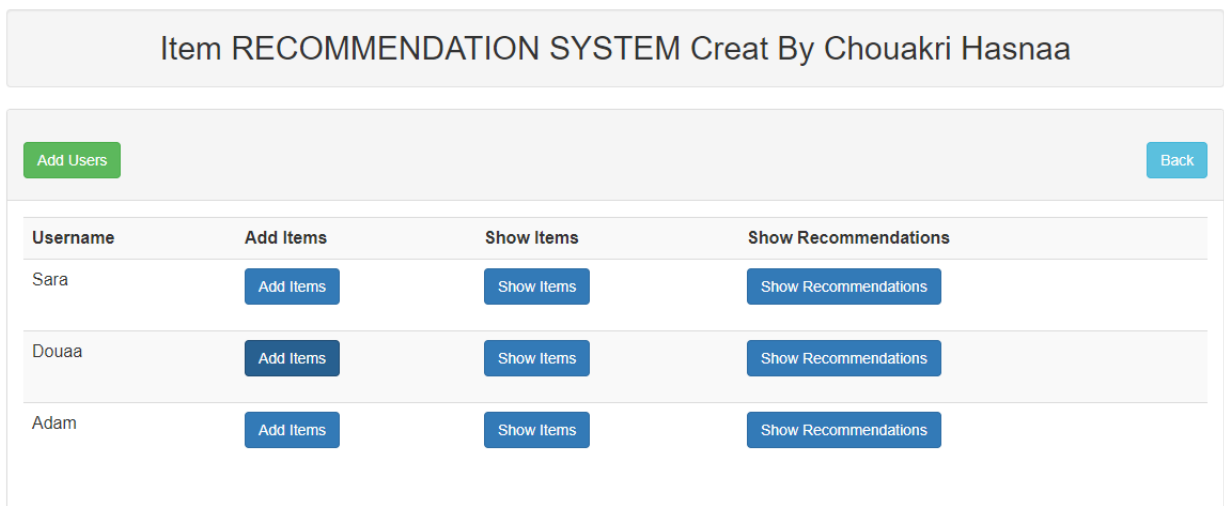 Item RECOMMENDATION SYSTEM Creat By Chouakri Hasnaa
Add Users Back
Username Add Items Show Items Show Recommendations
Sara Add Items Show Items Show Recommendations
Douaa Add Items Show Items Show Recommendations
Adam Add Items Show Items Show Recommendations